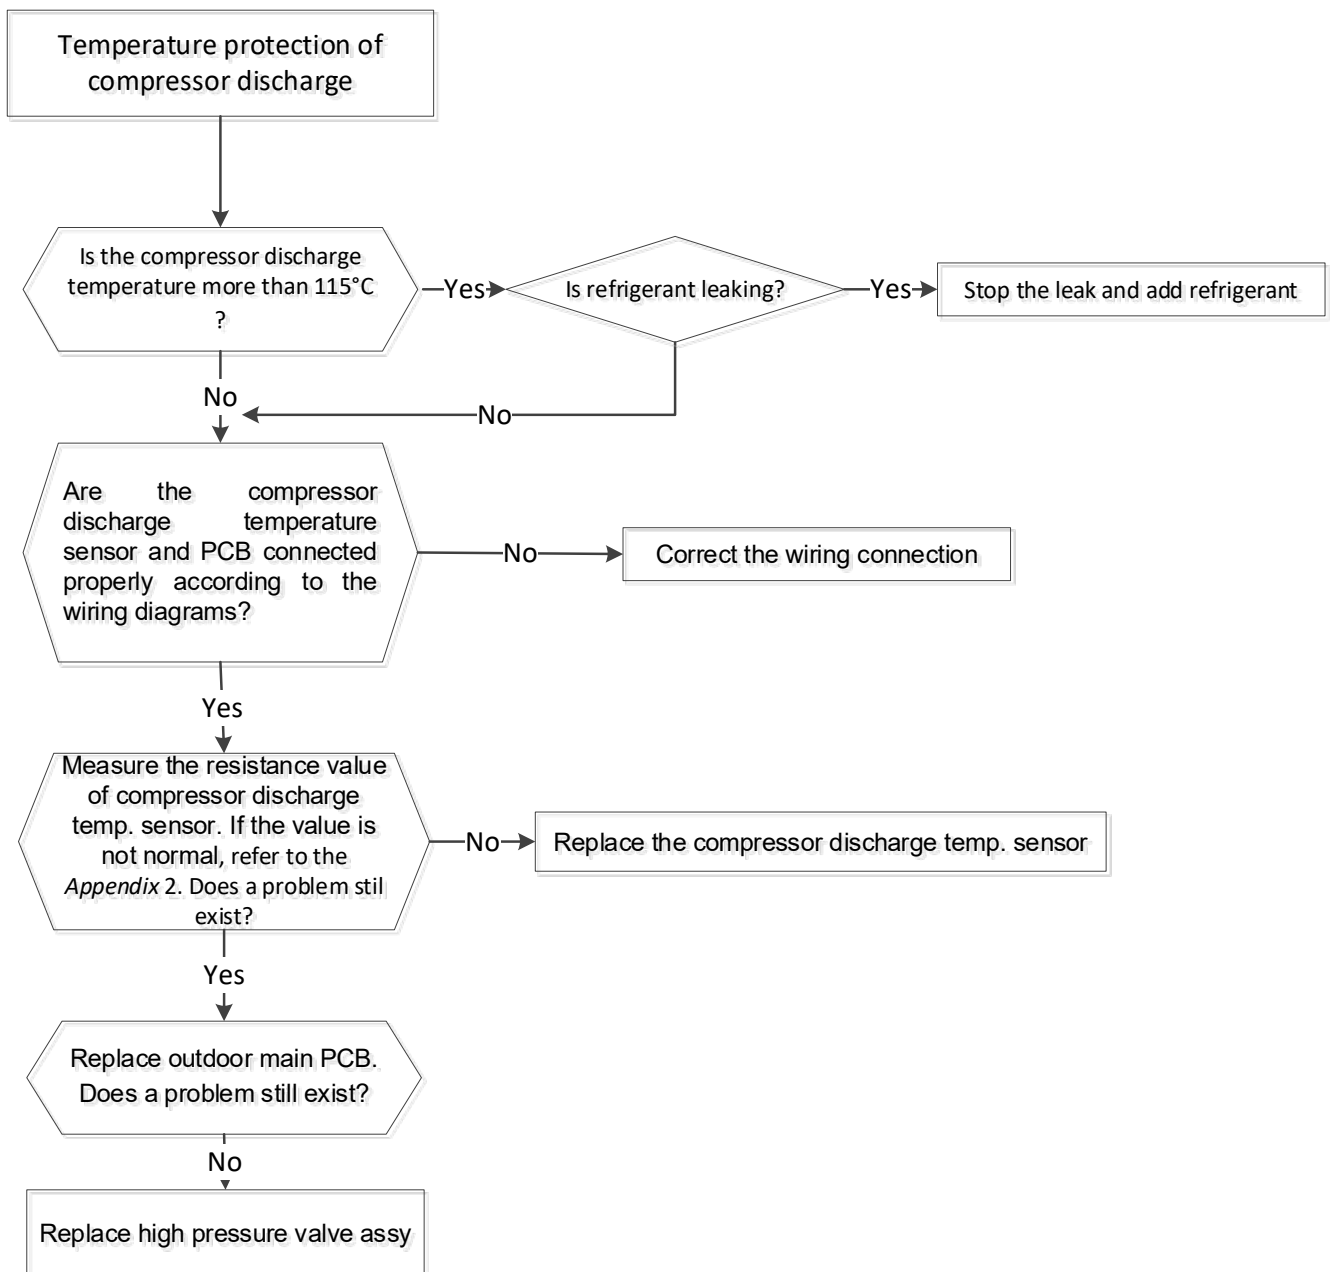 Temperature protection of
compressor discharge
Is the compressor discharge
temperature more than 115°C
?
Yes
Is refrigerant leaking?
Yes
Stop the leak and add refrigerant
No
No
Are the compressor
discharge temperature
sensor and PCB connected
properly according to the
wiring diagrams?
No
Correct the wiring connection
Yes
Measure the resistance value
of compressor discharge
temp. sensor. If the value is
not normal, refer to the
Appendix 2. Does a problem stil
exist?
No
Replace the compressor discharge temp. sensor
Yes
Replace outdoor main PCB.
Does a problem still exist?
No
Replace high pressure valve assy